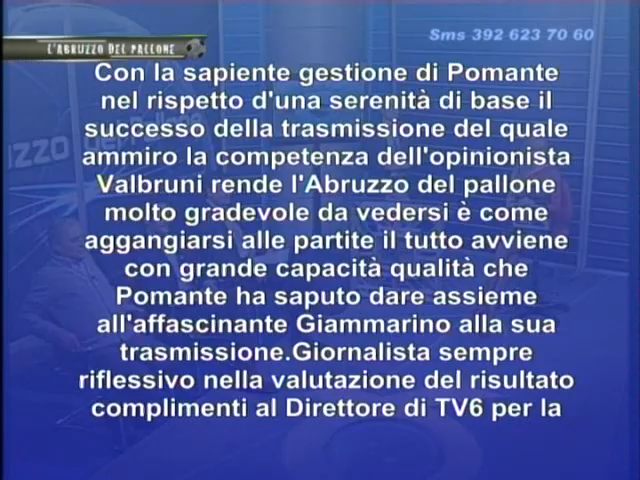 L'ABRUZZO DEL PALLONE
Sms 392 623 70 60
Con la sapiente gestione di Pomante
nel rispetto d'una serenità di base il
successo della trasmissione del quale
ammiro la competenza dell'opinionista
Valbruni rende l'Abruzzo del pallone
molto gradevole da vedersi è come
aggangiarsi alle partite il tutto avviene
con grande capacità qualità che
Pomante ha saputo dare assieme
all'affascinante Giammarino alla sua
trasmissione.Giornalista sempre
riflessivo nella valutazione del risultato
complimenti al Direttore di TV6 per la